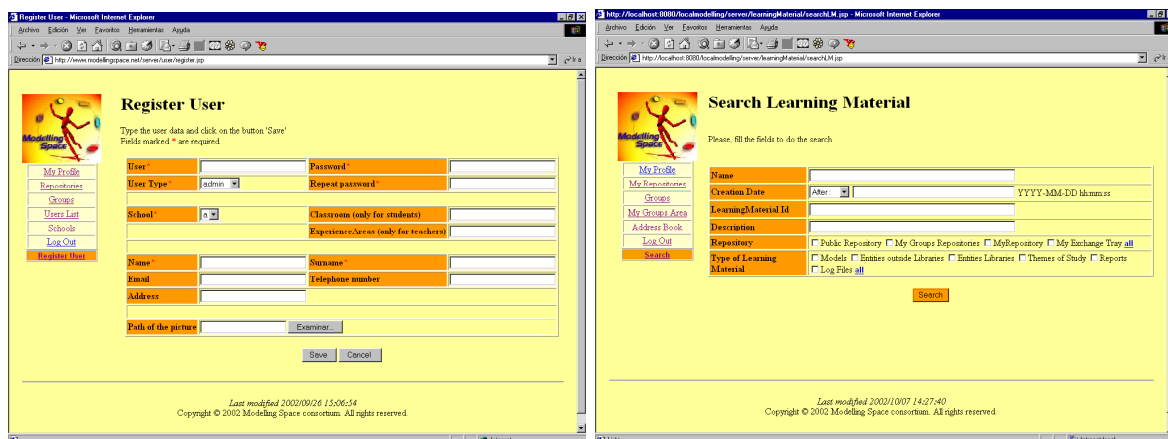 Register User - Microsoft Internet Explorer
Archivo Edición Ver Favoritos Herramientas Ayuda
Dirección http://www.modellingspace.net/server/user/register.jsp Ir a
Modelling Space
My Profile
Repositories
Groups
Users List
Schools
Log Out
Register User
Register User
Type the user data and click on the button 'Save'
Fields marked * are required
User* Password*
User Type* admin Repeat password*
School* a Classroom (only for students)
ExperienceAreas (only for teachers)
Name* Surname*
Email Telephone number
Address
Path of the picture Examinar...
Save Cancel
Last modified 2002/09/26 15:06:54
Copyright © 2002 Modelling Space consortium. All rights reserved.
http://localhost:8080/localmodelling/server/learningMaterial/searchLM.jsp - Microsoft Internet Explorer
Archivo Edición Ver Favoritos Herramientas Ayuda
Dirección http://localhost:8080/localmodelling/server/learningMaterial/searchLM.jsp Ir a
Modelling Space
My Profile
My Repositories
Groups
My Groups Area
Address Book
Log Out
Search
Search Learning Material
Please, fill the fields to do the search
Name
Creation Date After: YYYY-MM-DD hh:mm:ss
LearningMaterial Id
Description
Repository Public Repository My Groups Repositories MyRepository My Exchange Tray all
Type of Learning Material Models Entities outside Libraries Entities Libraries Themes of Study Reports
Log Files all
Search
Last modified 2002/10/07 14:27:40
Copyright © 2002 Modelling Space consortium. All rights reserved.